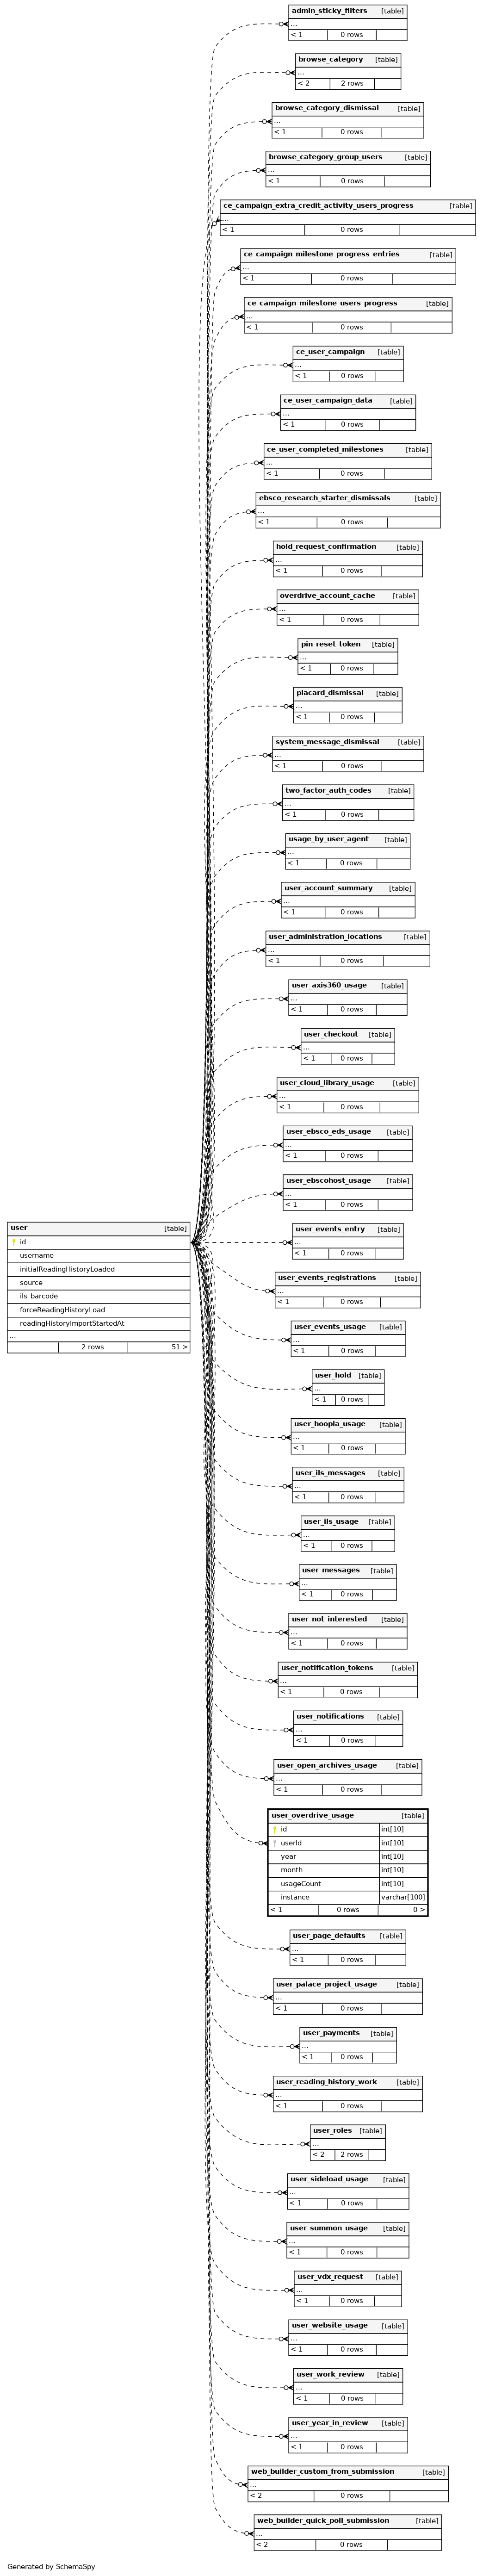 admin_sticky_filters [table]
...
< 1 0 rows
browse_category [table]
...
< 2 2 rows
browse_category_dismissal [table]
...
< 1 0 rows
browse_category_group_users [table]
...
< 1 0 rows
ce_campaign_extra_credit_activity_users_progress [table]
...
< 1 0 rows
ce_campaign_milestone_progress_entries [table]
...
< 1 0 rows
ce_campaign_milestone_users_progress [table]
...
< 1 0 rows
ce_user_campaign [table]
...
< 1 0 rows
ce_user_campaign_data [table]
...
< 1 0 rows
ce_user_completed_milestones [table]
...
< 1 0 rows
ebsco_research_starter_dismissals [table]
...
< 1 0 rows
hold_request_confirmation [table]
...
< 1 0 rows
overdrive_account_cache [table]
...
< 1 0 rows
pin_reset_token [table]
...
< 1 0 rows
placard_dismissal [table]
...
< 1 0 rows
system_message_dismissal [table]
...
< 1 0 rows
two_factor_auth_codes [table]
...
< 1 0 rows
usage_by_user_agent [table]
...
< 1 0 rows
user_account_summary [table]
...
< 1 0 rows
user_administration_locations [table]
...
< 1 0 rows
user_axis360_usage [table]
...
< 1 0 rows
user_checkout [table]
...
< 1 0 rows
user_cloud_library_usage [table]
...
< 1 0 rows
user_ebsco_eds_usage [table]
...
< 1 0 rows
user_ebscohost_usage [table]
...
< 1 0 rows
user [table]
id
username
initialReadingHistoryLoaded
source
ils_barcode
forceReadingHistoryLoad
readingHistoryImportStartedAt
...
2 rows 51 >
user_events_entry [table]
...
< 1 0 rows
user_events_registrations [table]
...
< 1 0 rows
user_events_usage [table]
...
< 1 0 rows
user_hold [table]
...
< 1 0 rows
user_hoopla_usage [table]
...
< 1 0 rows
user_ils_messages [table]
...
< 1 0 rows
user_ils_usage [table]
...
< 1 0 rows
user_messages [table]
...
< 1 0 rows
user_not_interested [table]
...
< 1 0 rows
user_notification_tokens [table]
...
< 1 0 rows
user_notifications [table]
...
< 1 0 rows
user_open_archives_usage [table]
...
< 1 0 rows
user_overdrive_usage [table]
id int[10]
userId int[10]
year int[10]
month int[10]
usageCount int[10]
instance varchar[100]
< 1 0 rows 0 >
user_page_defaults [table]
...
< 1 0 rows
user_palace_project_usage [table]
...
< 1 0 rows
user_payments [table]
...
< 1 0 rows
user_reading_history_work [table]
...
< 1 0 rows
user_roles [table]
...
< 2 2 rows
user_sideload_usage [table]
...
< 1 0 rows
user_summon_usage [table]
...
< 1 0 rows
user_vdx_request [table]
...
< 1 0 rows
user_website_usage [table]
...
< 1 0 rows
user_work_review [table]
...
< 1 0 rows
user_year_in_review [table]
...
< 1 0 rows
web_builder_custom_from_submission [table]
...
< 2 0 rows
web_builder_quick_poll_submission [table]
...
< 2 0 rows
Generated by SchemaSpy